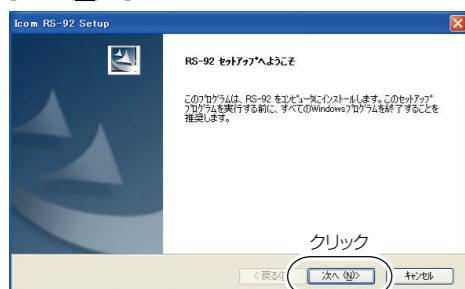 Icom RS-92 Setup
RS-92 セットアップへようこそ
このプログラムは、RS-92 をコンピュータにインストールします。このセットアップ
プログラムを実行する前に、すべてのWindowsプログラムを終了することを
推奨します。
クリック
<戻る(
次へ(N)>
キャンセル